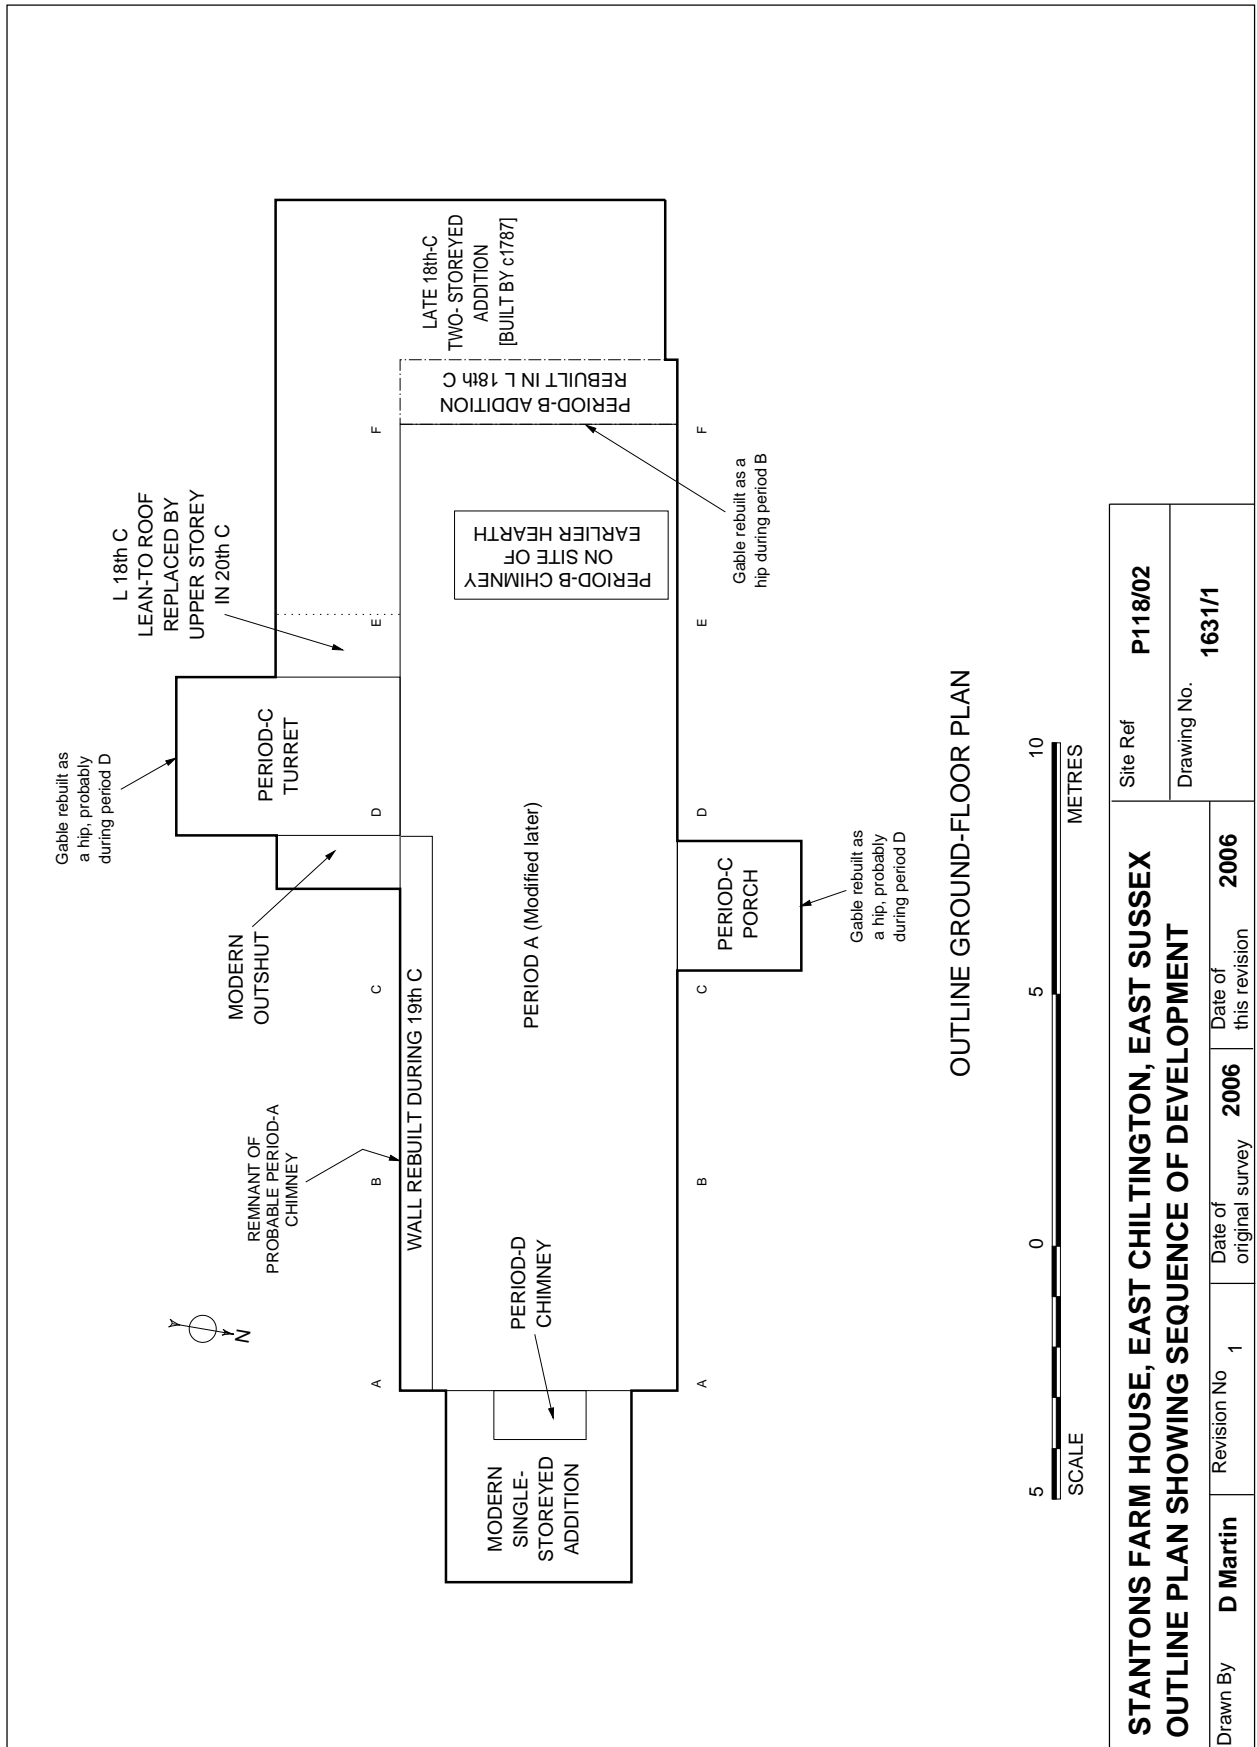 Gable rebuilt as
a hip, probably
during period D
L 18th C
LEAN-TO ROOF
REPLACED BY
UPPER STOREY
IN 20th C
PERIOD-C
TURRET
MODERN
OUTSHUT
REMNANT OF
PROBABLE PERIOD-A
CHIMNEY
N
A
B
C
D
E
F
WALL REBUILT DURING 19th C
LATE 18th-C
TWO- STOREYED
ADDITION
[BUILT BY c1787]
PERIOD-B ADDITION
REBUILT IN L 18th C
PERIOD-B CHIMNEY
ON SITE OF
EARLIER HEARTH
PERIOD A (Modified later)
PERIOD-D
CHIMNEY
MODERN
SINGLE-
STOREYED
ADDITION
A
B
C
D
E
F
Gable rebuilt as a
hip during period B
PERIOD-C
PORCH
Gable rebuilt as
a hip, probably
during period D
OUTLINE GROUND-FLOOR PLAN
5
0
5
10
SCALE
METRES
STANTONS FARM HOUSE, EAST CHILTINGTON, EAST SUSSEX
OUTLINE PLAN SHOWING SEQUENCE OF DEVELOPMENT
Site Ref
P118/02
Drawing No.
1631/1
Drawn By
D Martin
Revision No
1
Date of
original survey
2006
Date of
this revision
2006